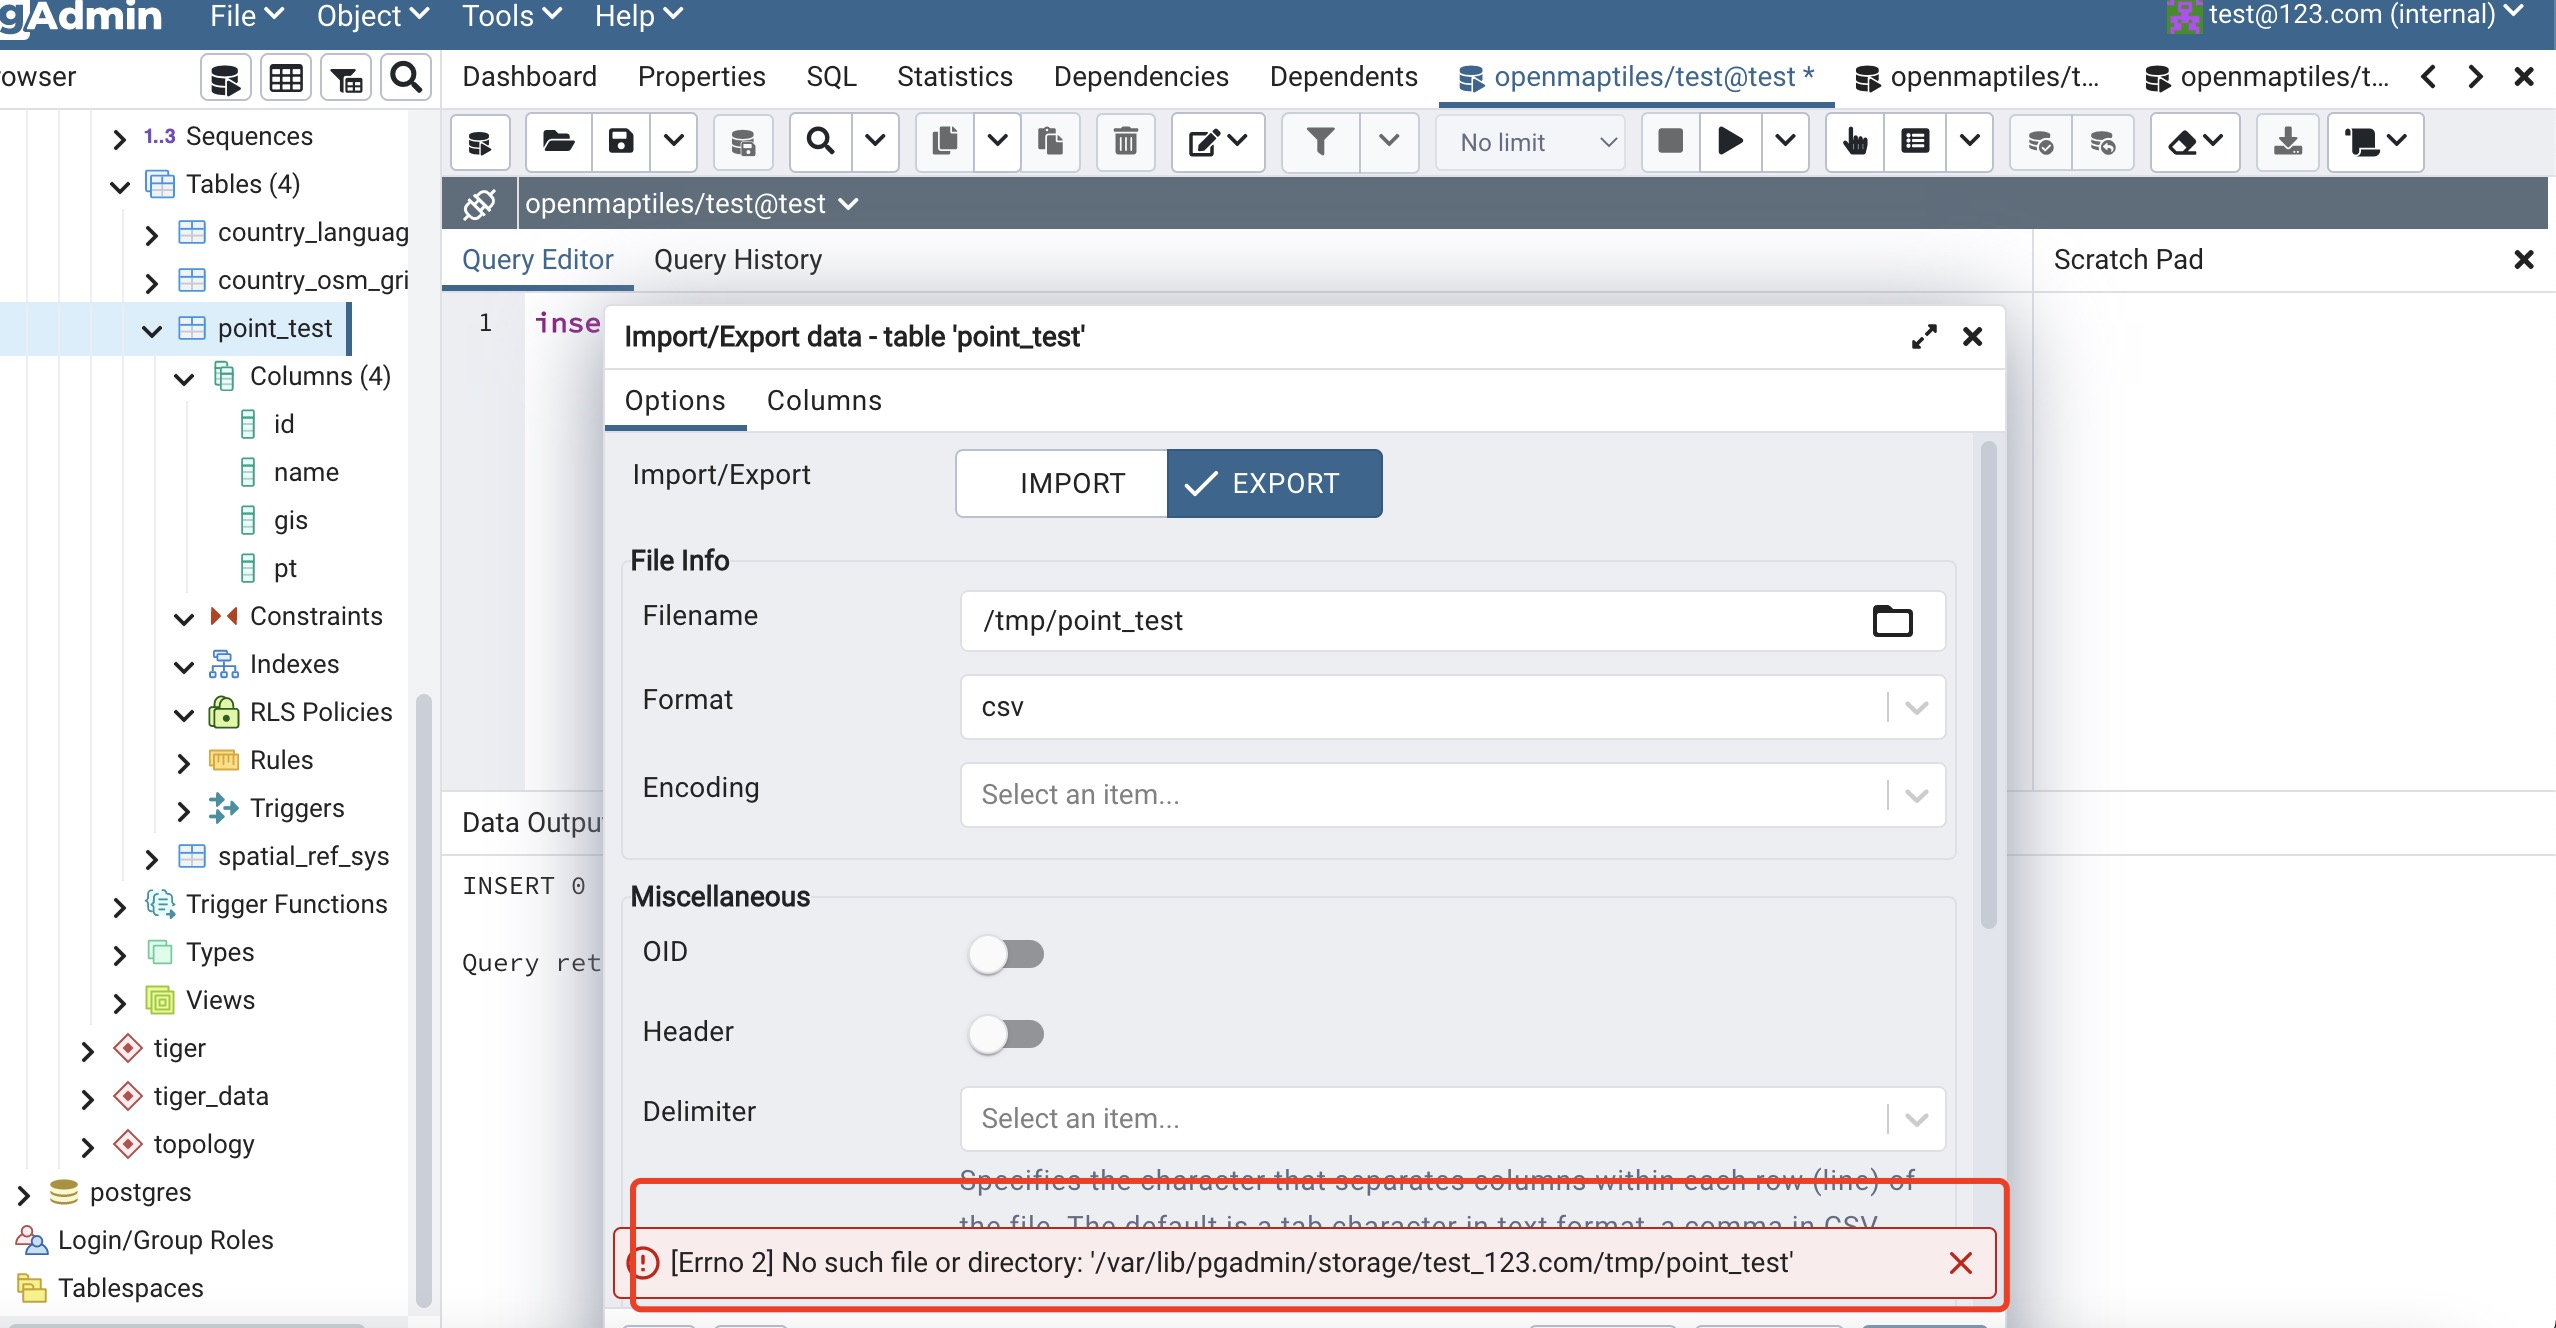 gAdmin File Object Tools Help test@123.com (internal)
owser Dashboard Properties SQL Statistics Dependencies Dependents openmaptiles/test@test * openmaptiles/t... openmaptiles/t...
No limit
openmaptiles/test@test
Query Editor Query History Scratch Pad
1 inse
1..3 Sequences
Tables (4)
country_languag
country_osm_gri
point_test
Columns (4)
id
name
gis
pt
Constraints
Indexes
RLS Policies
Rules
Triggers
spatial_ref_sys
Trigger Functions
Types
Views
tiger
tiger_data
topology
postgres
Login/Group Roles
Tablespaces
Import/Export data - table 'point_test'
Options Columns
Import/Export IMPORT EXPORT
File Info
Filename /tmp/point_test
Format csv
Encoding Select an item...
Miscellaneous
OID
Header
Delimiter Select an item...
Specifies the character that separates columns within each row (line) of
the file. The default is a tab character in text format, a comma in CSV
[Errno 2] No such file or directory: '/var/lib/pgadmin/storage/test_123.com/tmp/point_test'
Data Outpu
INSERT 0
Query ret